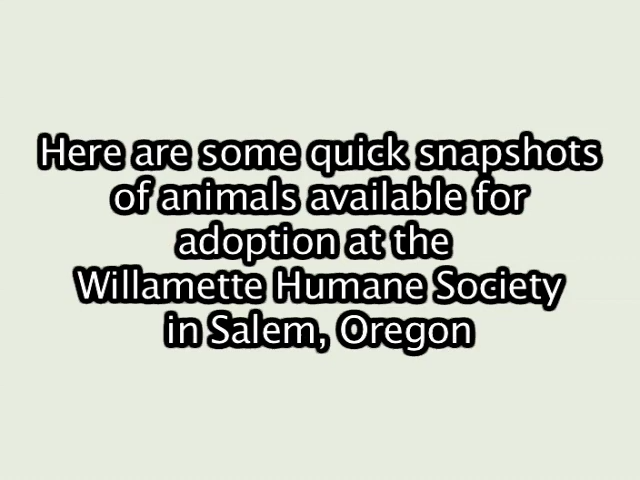 Here are some quick snapshots
of animals available for
adoption at the
Willamette Humane Society
in Salem, Oregon